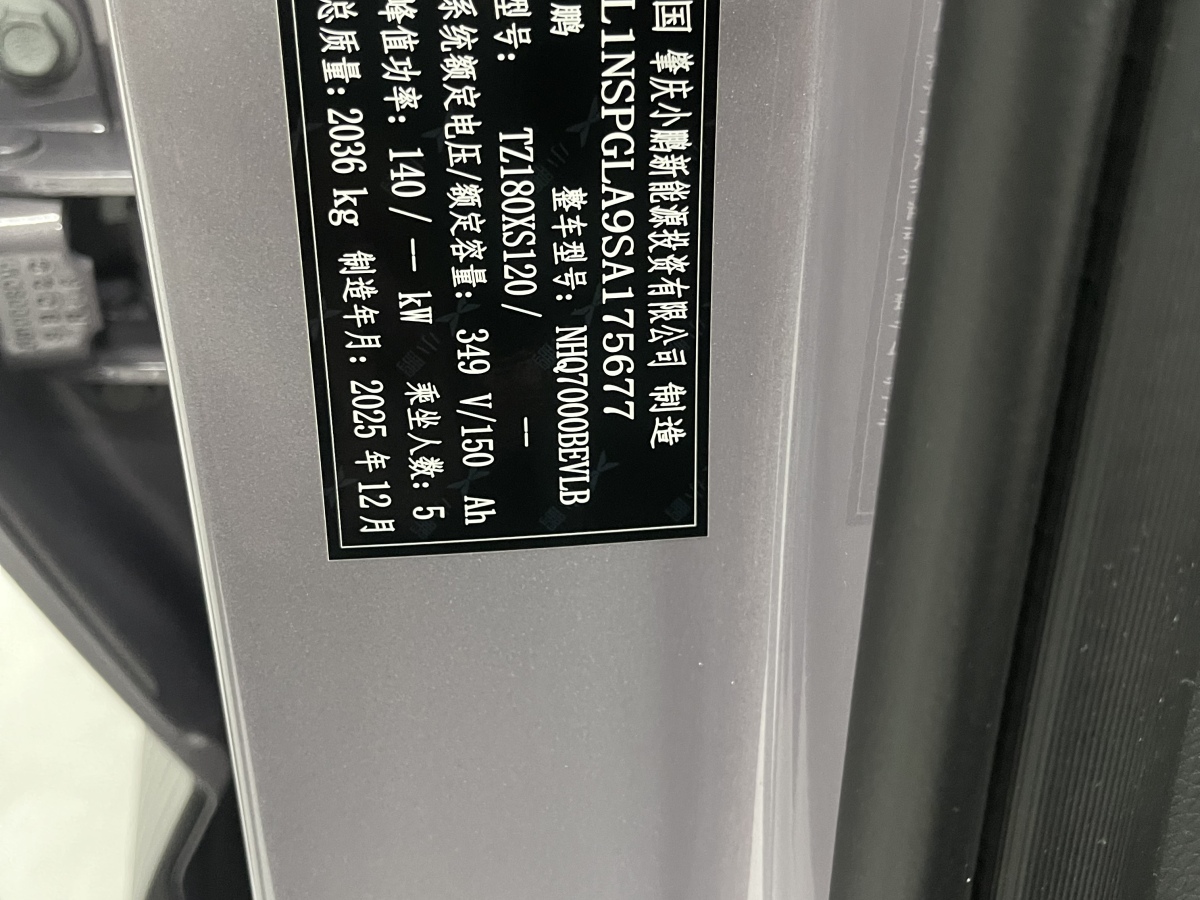 国 肇庆小鹏新能源投资有限公司 制造
L1NSPGLA9SA175677
鹏 整车型号: NHQ7000BEVLB
型号: TZ180XS120/ --
系统额定电压/额定容量: 349 V/150 Ah
峰值功率: 140/-- kW 乘坐人数: 5
总质量: 2036 kg 制造年月: 2025 年 12 月